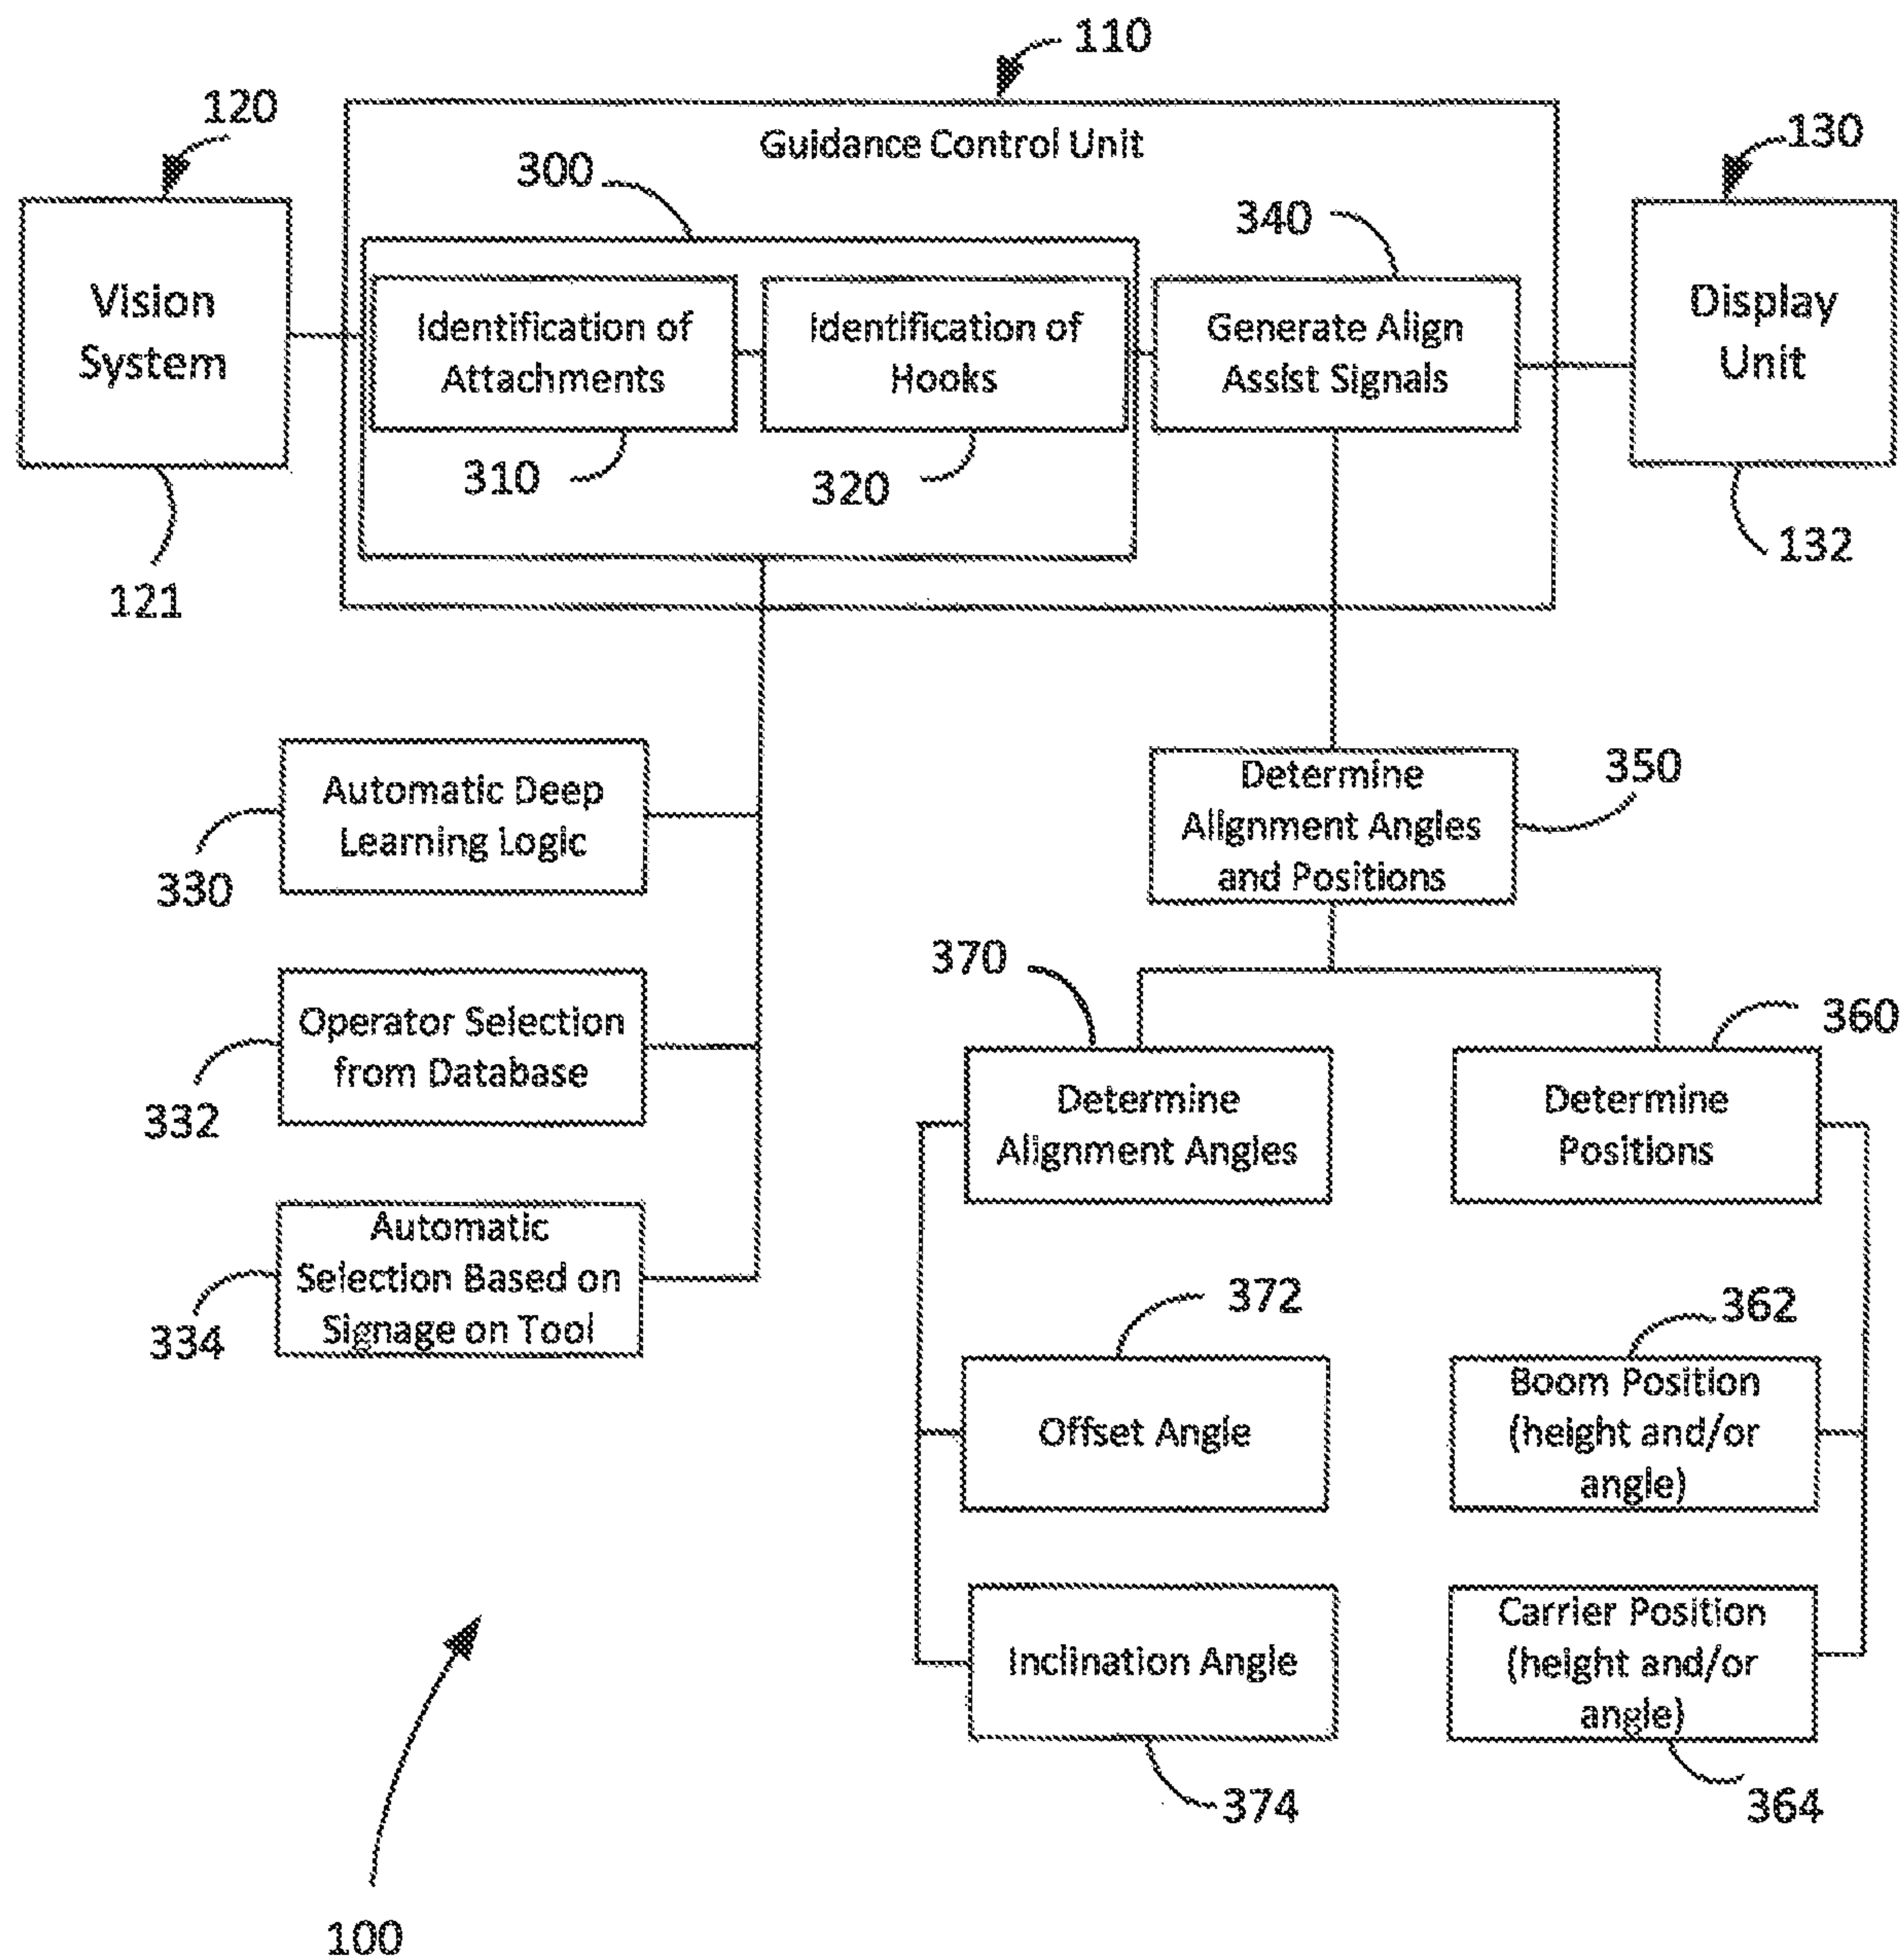 110
120
Guidance Control Unit
130
300
340
Vision
System
Identification of
Attachments
Identification of
Hooks
Generate Align
Assist Signals
Display
Unit
310
320
121
132
Automatic Deep
Learning Logic
330
Determine
Alignment Angles
and Positions
350
Operator Selection
from Database
332
370
360
Determine
Alignment Angles
Determine
Positions
Automatic
Selection Based on
Signage on Tool
334
372
362
Offset Angle
Boom Position
(height and/or
angle)
Inclination Angle
Carrier Position
(height and/or
angle)
374
364
100